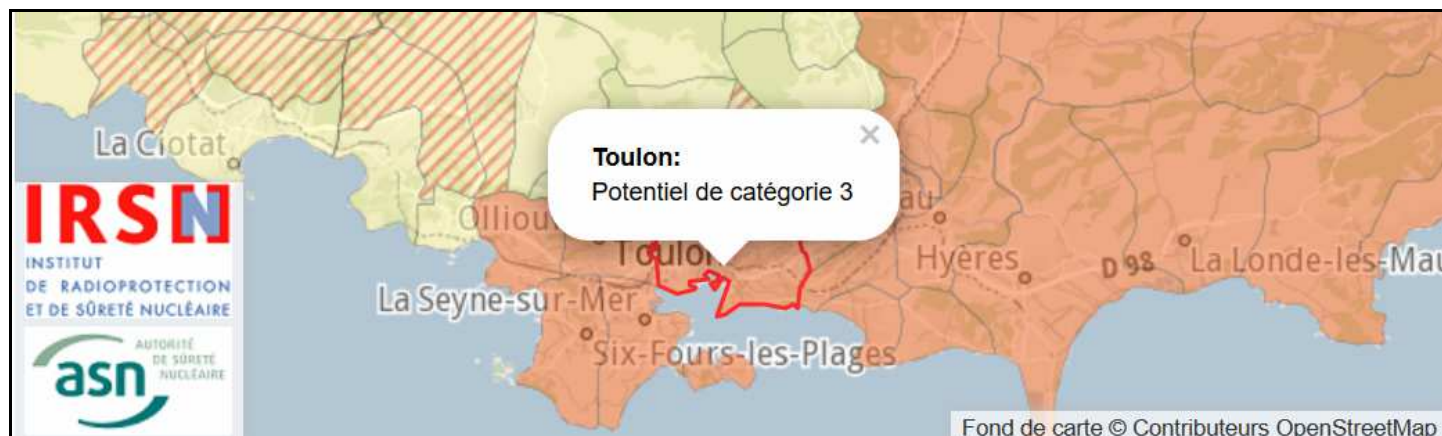 La Ciotat
Toulon:
Potentiel de catégorie 3
IRSN
INSTITUT
DE RADIOPROTECTION
ET DE SÛRETÉ NUCLÉAIRE
Olliou
Toulon
au
Hyères
D 98
La Londe-les-Mau
La Seyne-sur-Mer
Six-Fours-les-Plages
AUTORITÉ
DE SÛRETÉ
NUCLÉAIRE
asn
Fond de carte © Contributeurs OpenStreetMap